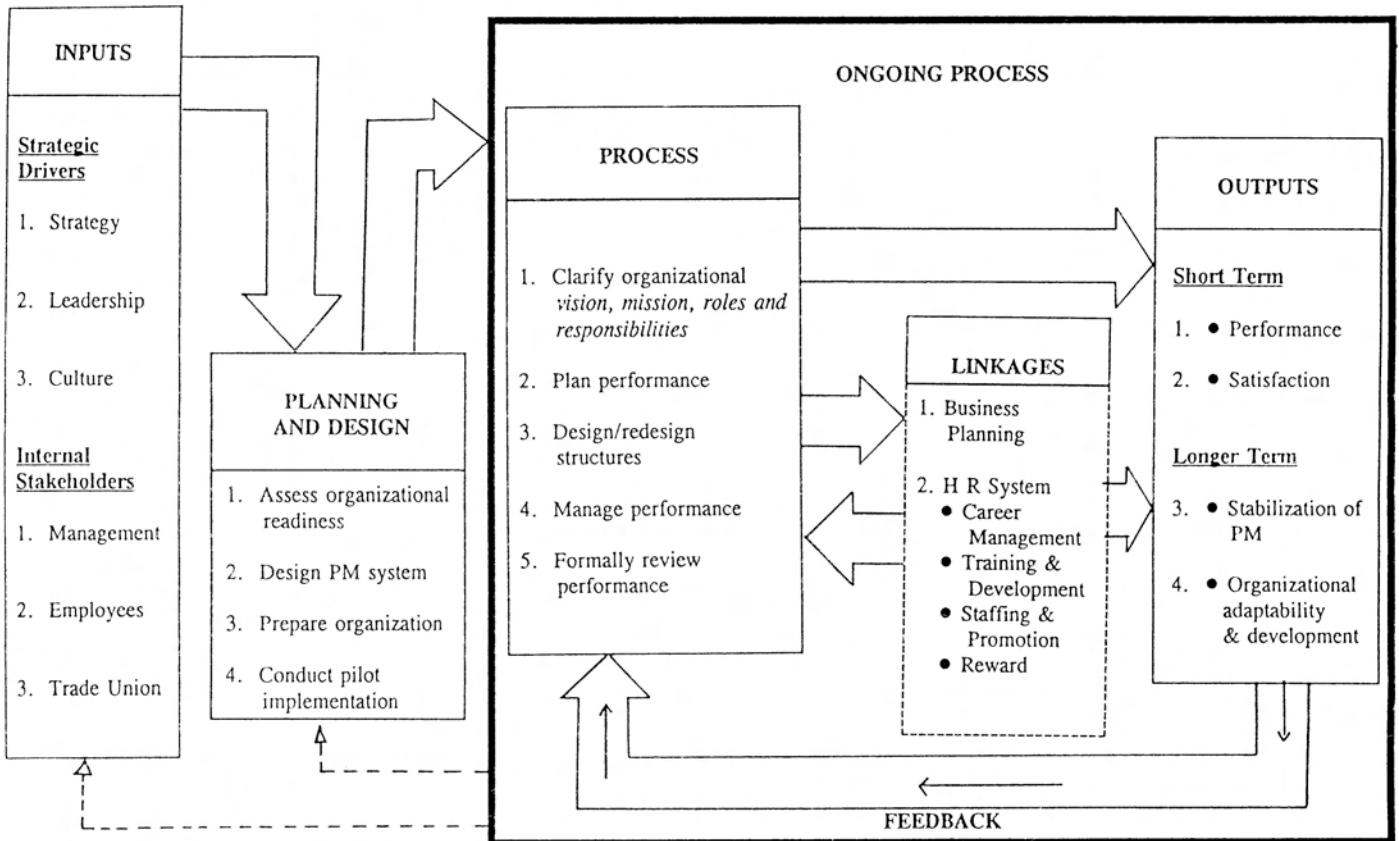 INPUTS
Strategic
Drivers
1. Strategy
2. Leadership
3. Culture
Internal
Stakeholders
1. Management
2. Employees
3. Trade Union
PLANNING
AND DESIGN
1. Assess organizational
readiness
2. Design PM system
3. Prepare organization
4. Conduct pilot
implementation
ONGOING PROCESS
PROCESS
1. Clarify organizational
vision, mission, roles and
responsibilities
2. Plan performance
3. Design/redesign
structures
4. Manage performance
5. Formally review
performance
LINKAGES
1. Business
Planning
2. H R System
● Career
Management
● Training &
Development
● Staffing &
Promotion
● Reward
OUTPUTS
Short Term
1. ● Performance
2. ● Satisfaction
Longer Term
3. ● Stabilization of
PM
4. ● Organizational
adaptability
& development
FEEDBACK